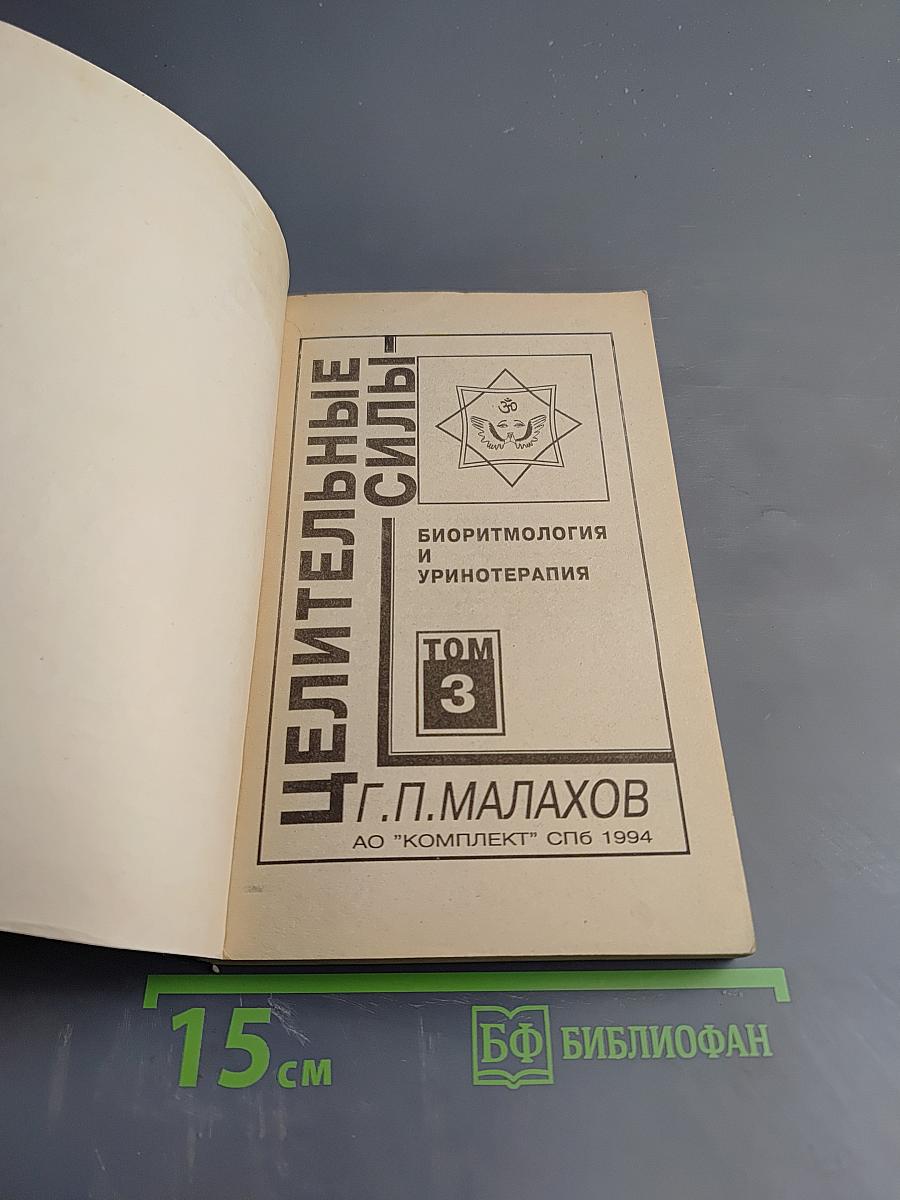 ЦЕЛИТЕЛЬНЫЕ
СИЛЫ-
ॐ
БИОРИТМОЛОГИЯ
И
УРИНОТЕРАПИЯ
ТОМ
3
Г.П.МАЛАХОВ
АО "КОМПЛЕКТ" СПб 1994
15 см
БФ БИБЛИОФАН